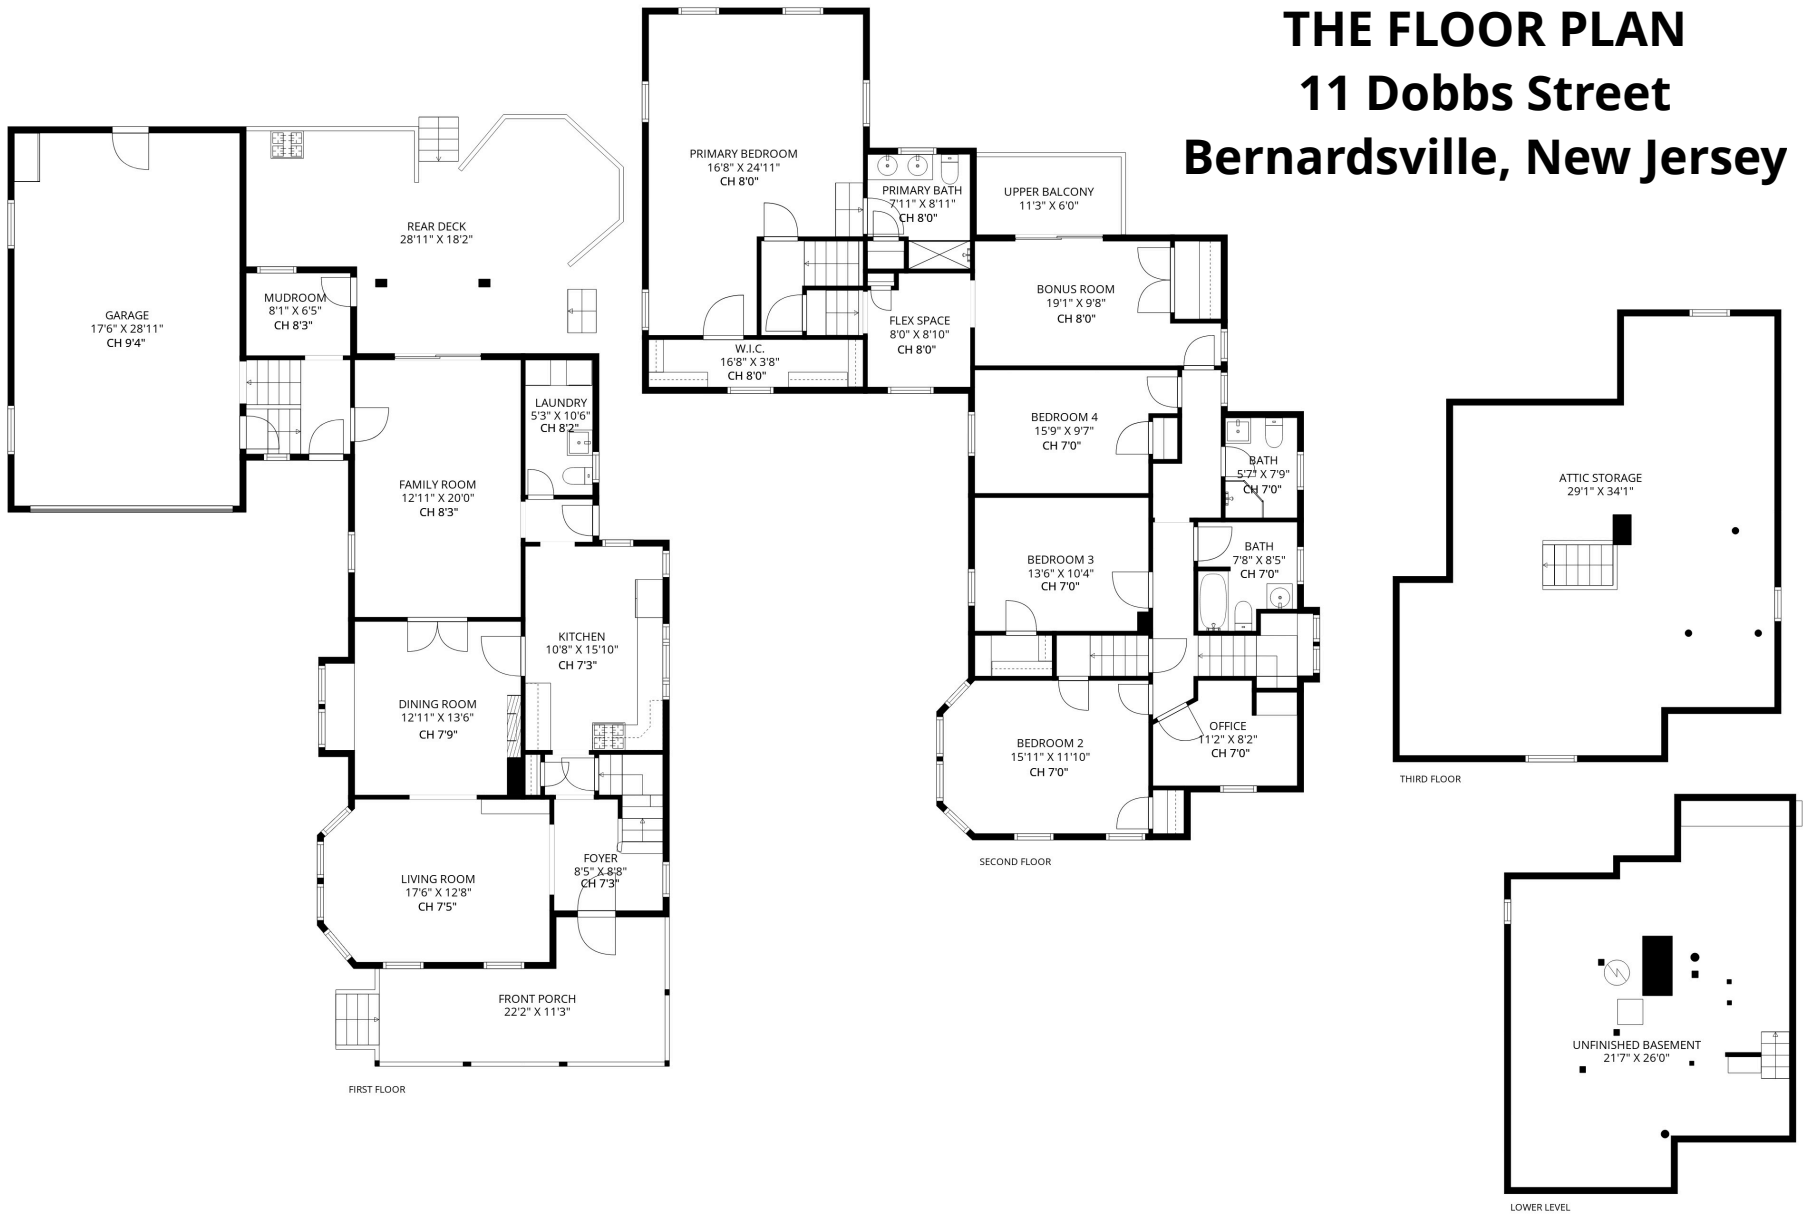 THE FLOOR PLAN
11 Dobbs Street
Bernardsville, New Jersey
GARAGE
17'6" X 28'11"
CH 9'4"
REAR DECK
28'11" X 18'2"
MUDROOM
8'1" X 6'5"
CH 8'3"
LAUNDRY
5'3" X 10'6"
CH 8'2"
FAMILY ROOM
12'11" X 20'0"
CH 8'3"
KITCHEN
10'8" X 15'10"
CH 7'3"
DINING ROOM
12'11" X 13'6"
CH 7'9"
LIVING ROOM
17'6" X 12'8"
CH 7'5"
FOYER
8'5" X 8'8"
CH 7'3"
FRONT PORCH
22'2" X 11'3"
FIRST FLOOR
PRIMARY BEDROOM
16'8" X 24'11"
CH 8'0"
PRIMARY BATH
7'11" X 8'11"
CH 8'0"
UPPER BALCONY
11'3" X 6'0"
BONUS ROOM
19'1" X 9'8"
CH 8'0"
FLEX SPACE
8'0" X 8'10"
CH 8'0"
W.I.C.
16'8" X 3'8"
CH 8'0"
BEDROOM 4
15'9" X 9'7"
CH 7'0"
BATH
5'7" X 7'9"
CH 7'0"
BEDROOM 3
13'6" X 10'4"
CH 7'0"
BATH
7'8" X 8'5"
CH 7'0"
BEDROOM 2
15'11" X 11'10"
CH 7'0"
OFFICE
11'2" X 8'2"
CH 7'0"
SECOND FLOOR
ATTIC STORAGE
29'1" X 34'1"
THIRD FLOOR
UNFINISHED BASEMENT
21'7" X 26'0"
LOWER LEVEL